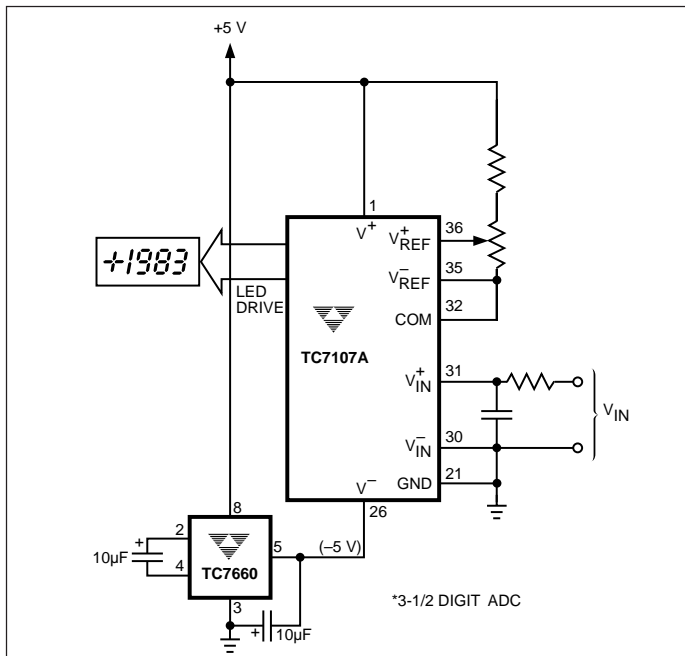 +5 V
1
V+
36
V+REF
35
V–REF
32
COM
+1983
LED
DRIVE
TC7107A
31
V+IN
VIN
30
V–IN
21
GND
V–
26
8
2
+
5
(–5 V)
10µF
TC7660
4
*3-1/2 DIGIT ADC
3
+
10µF